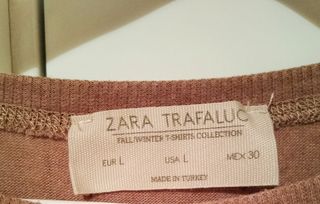 ZARA TRAFALUC
FALL/WINTER T-SHIRTS COLLECTION
EUR L USA L MEX 30
MADE IN TURKEY